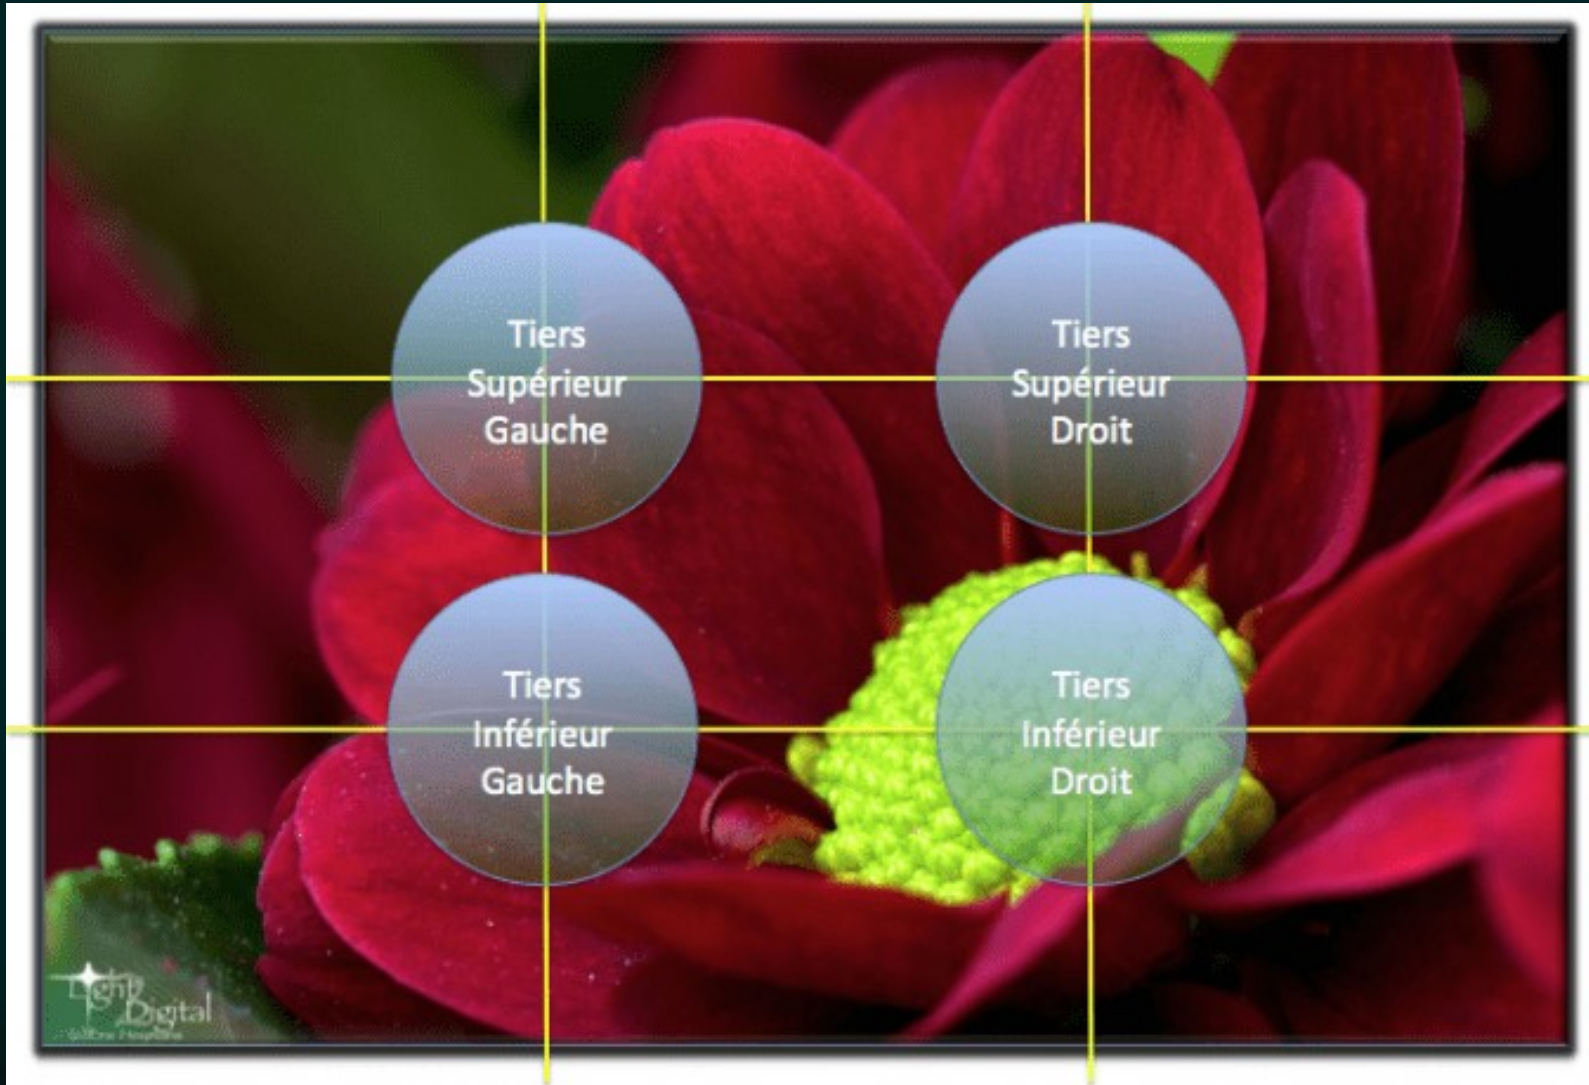 Tiers
Supérieur
Gauche
Tiers
Supérieur
Droit
Tiers
Inférieur
Gauche
Tiers
Inférieur
Droit
Light
Digital